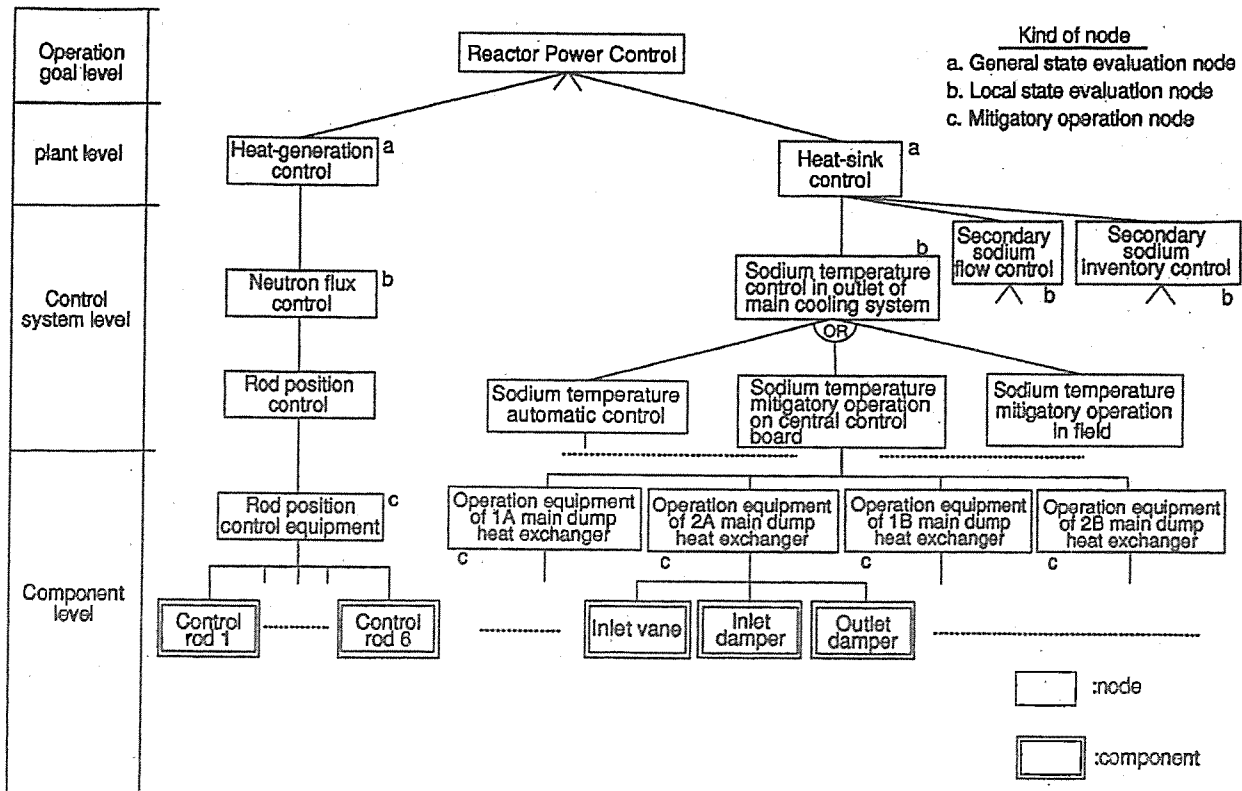 Operation
goal level
Reactor Power Control
Kind of node
a. General state evaluation node
b. Local state evaluation node
c. Mitigatory operation node
plant level
Heat-generation
control
a
Heat-sink
control
a
Control
system level
Neutron flux
control
b
Sodium temperature
control in outlet of
main cooling system
b
Secondary
sodium
flow control
b
Secondary
sodium
inventory control
b
OR
Rod position
control
Sodium temperature
automatic control
Sodium temperature
mitigatory operation
on central control
board
Sodium temperature
mitigatory operation
in field
Component
level
Rod position
control equipment
c
Operation equipment
of 1A main dump
heat exchanger
c
Operation equipment
of 2A main dump
heat exchanger
c
Operation equipment
of 1B main dump
heat exchanger
c
Operation equipment
of 2B main dump
heat exchanger
c
Control
rod 1
Control
rod 6
Inlet vane
Inlet
damper
Outlet
damper
:node
:component